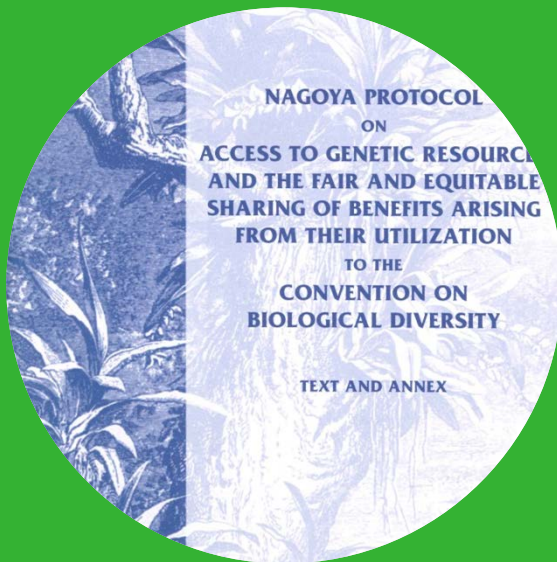 NAGOYA PROTOCOL
ON
ACCESS TO GENETIC RESOURCE
AND THE FAIR AND EQUITABLE
SHARING OF BENEFITS ARISING
FROM THEIR UTILIZATION
TO THE
CONVENTION ON
BIOLOGICAL DIVERSITY
TEXT AND ANNEX